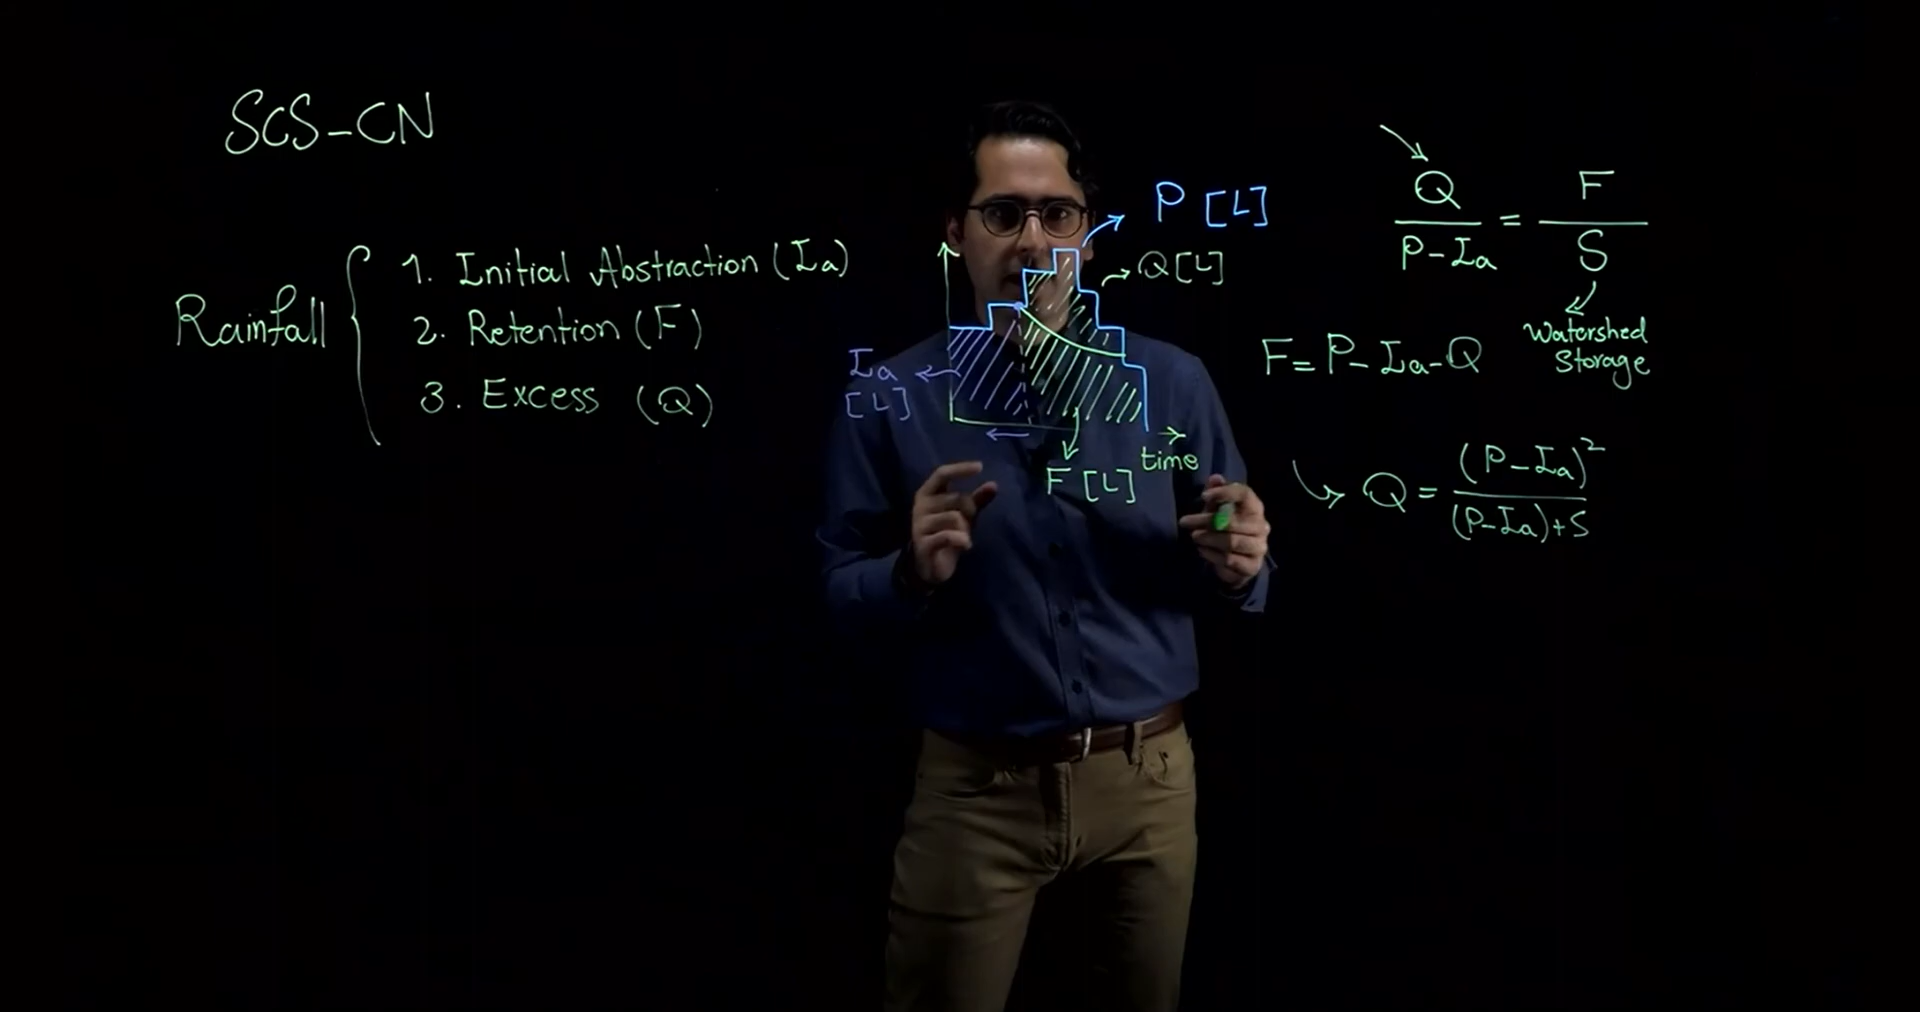 SCS-CN
Rainfall
1. Initial Abstraction (Ia)
2. Retention (F)
3. Excess (Q)
P [L]
Q [L]
Ia
[L]
F [L]
time
Q / P-Ia = F / S
Watershed
Storage
F = P - Ia - Q
Q = (P-Ia)² / (P-Ia)+S